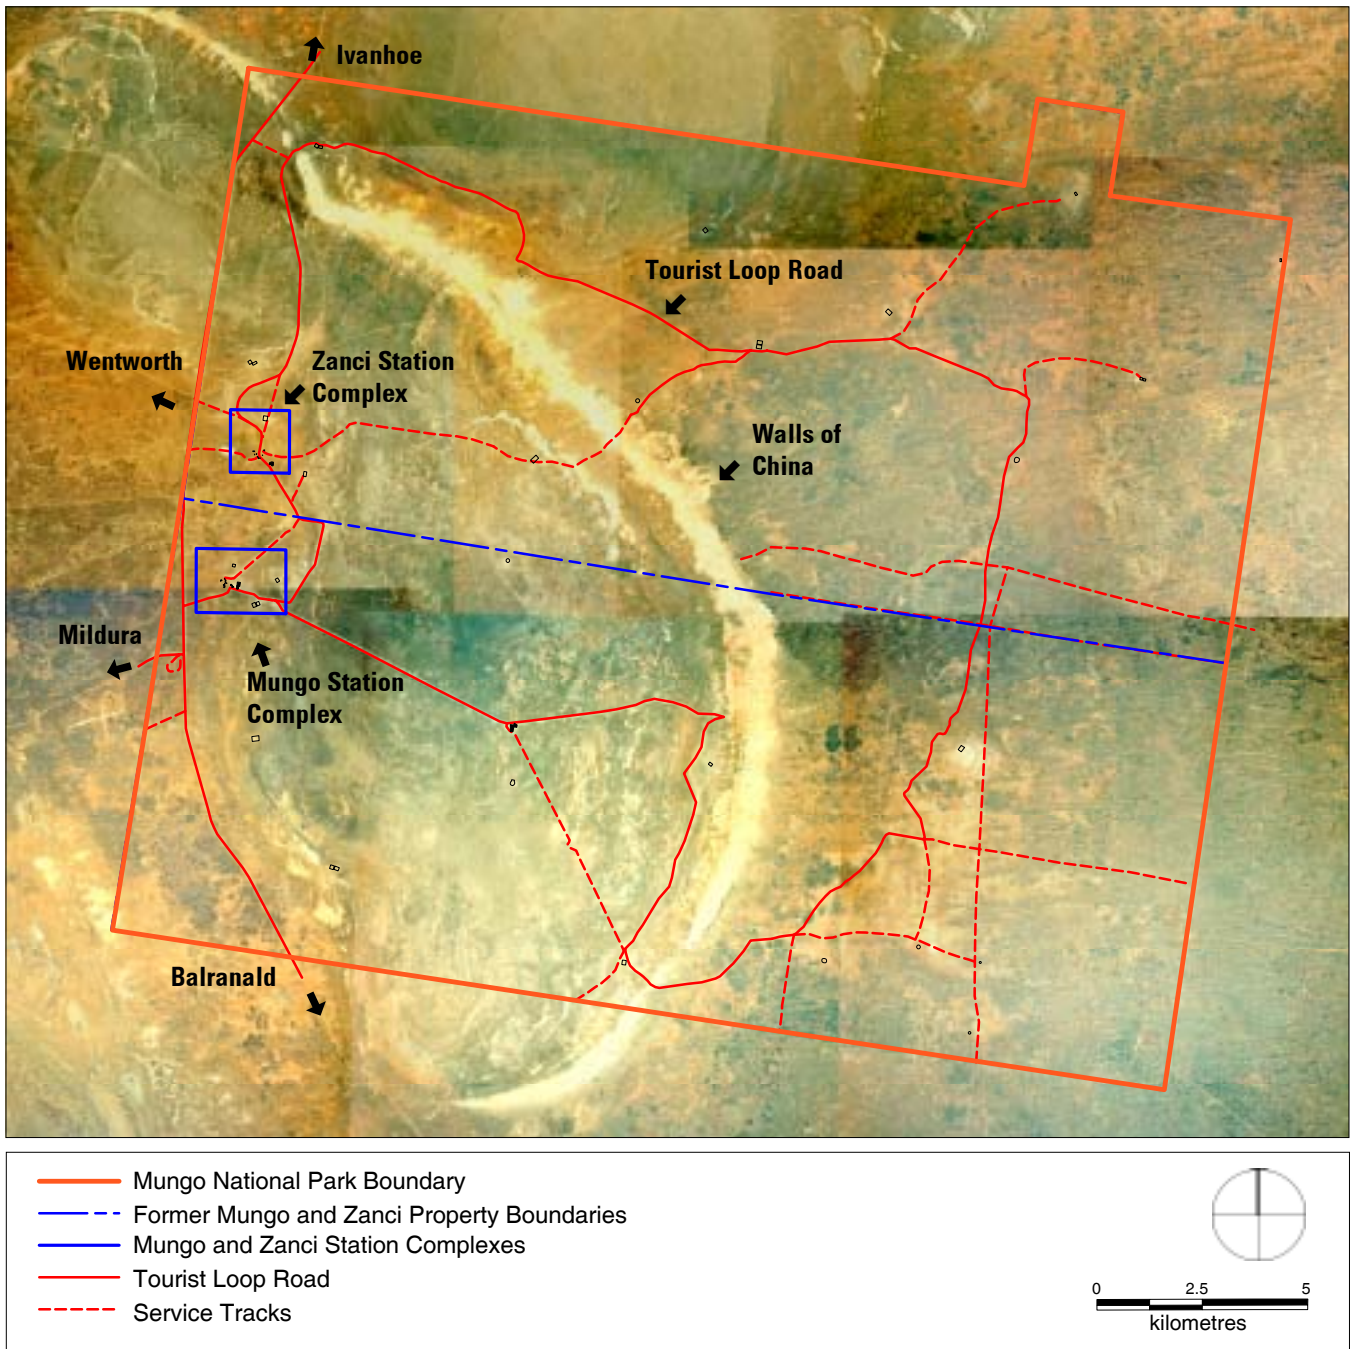 Ivanhoe
Tourist Loop Road
Wentworth
Zanci Station
Complex
Walls of
China
Mildura
Mungo Station
Complex
Balranald
Mungo National Park Boundary
Former Mungo and Zanci Property Boundaries
Mungo and Zanci Station Complexes
Tourist Loop Road
Service Tracks
0 2.5 5
kilometres